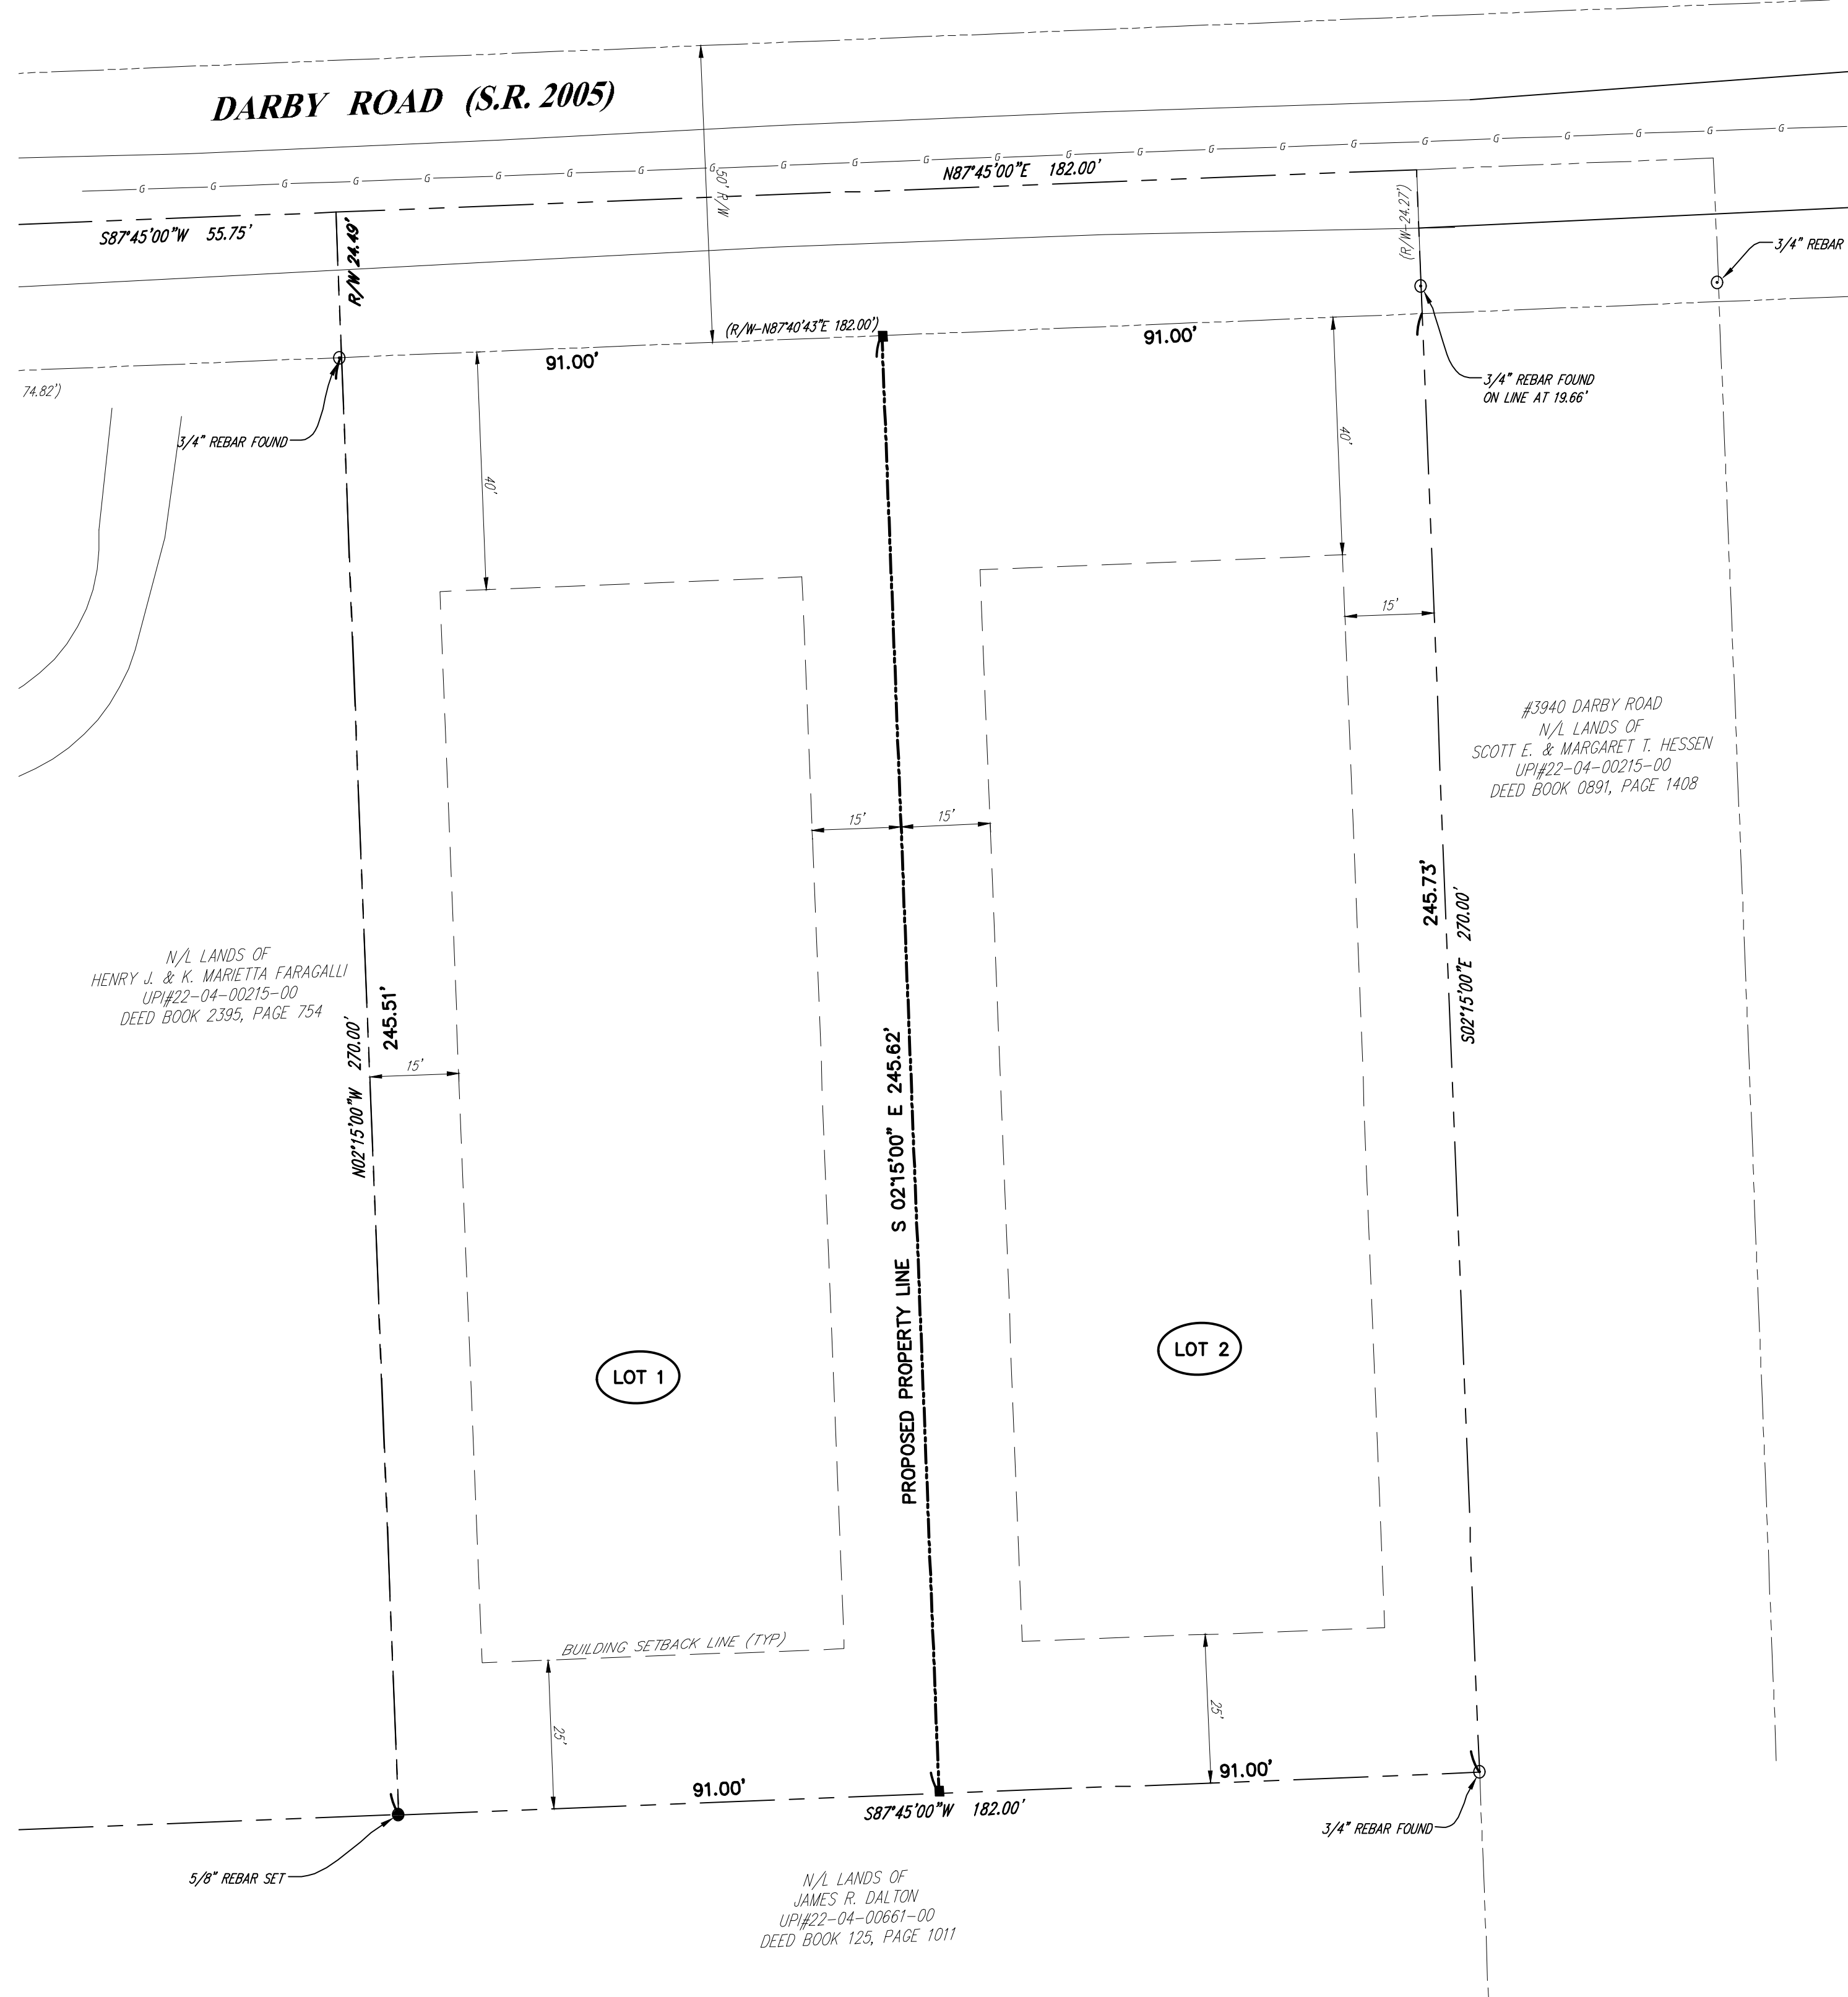 DARBY ROAD (S.R. 2005)
G G G G G G G G G G G G G G G G G G G G G G G G
N87°45'00"E 182.00'
S87°45'00"W 55.75'
R/W 24.49'
50' R/W
(R/W-24.27')
3/4" REBAR
(R/W-N87°40'43"E 182.00')
91.00'
91.00'
3/4" REBAR FOUND
ON LINE AT 19.66'
74.82')
3/4" REBAR FOUND
40'
40'
15'
#3940 DARBY ROAD
N/L LANDS OF
SCOTT E. & MARGARET T. HESSEN
UPI#22-04-00215-00
DEED BOOK 0891, PAGE 1408
15'
15'
245.73'
S02°15'00"E 270.00'
N/L LANDS OF
HENRY J. & K. MARIETTA FARAGALLI
UPI#22-04-00215-00
DEED BOOK 2395, PAGE 754
245.51'
N02°15'00"W 270.00'
15'
PROPOSED PROPERTY LINE S 02°15'00" E 245.62'
LOT 1
LOT 2
BUILDING SETBACK LINE (TYP)
25'
25'
91.00'
91.00'
S87°45'00"W 182.00'
3/4" REBAR FOUND
5/8" REBAR SET
N/L LANDS OF
JAMES R. DALTON
UPI#22-04-00661-00
DEED BOOK 125, PAGE 1011